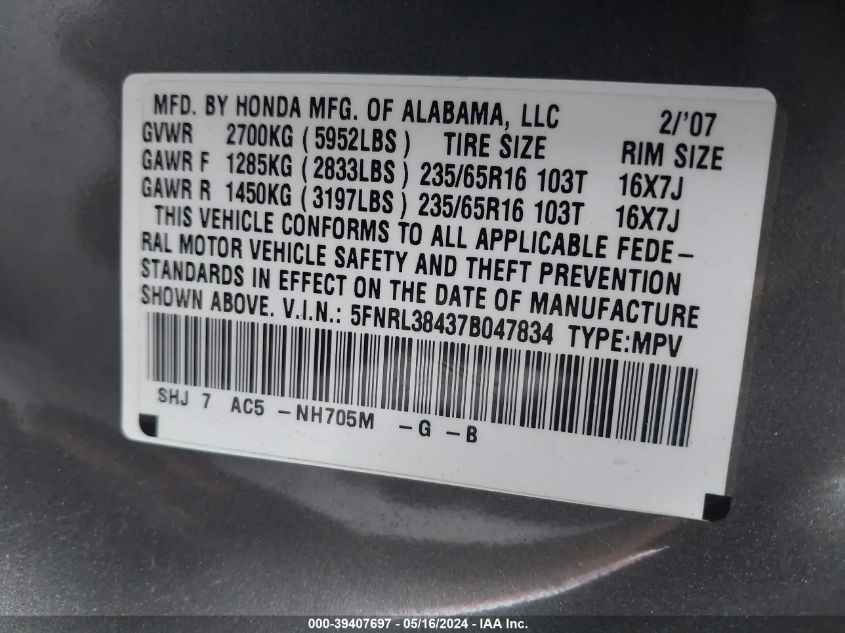 MFD. BY HONDA MFG. OF ALABAMA, LLC 2/'07
GVWR 2700KG (5952LBS) TIRE SIZE RIM SIZE
GAWR F 1285KG (2833LBS) 235/65R16 103T 16X7J
GAWR R 1450KG (3197LBS) 235/65R16 103T 16X7J
THIS VEHICLE CONFORMS TO ALL APPLICABLE FEDE-
RAL MOTOR VEHICLE SAFETY AND THEFT PREVENTION
STANDARDS IN EFFECT ON THE DATE OF MANUFACTURE
SHOWN ABOVE. V.I.N.: 5FNRL38437B047834 TYPE:MPV
SHJ 7 AC5 -NH705M -G -B
000-39407697 - 05/16/2024 - IAA Inc.